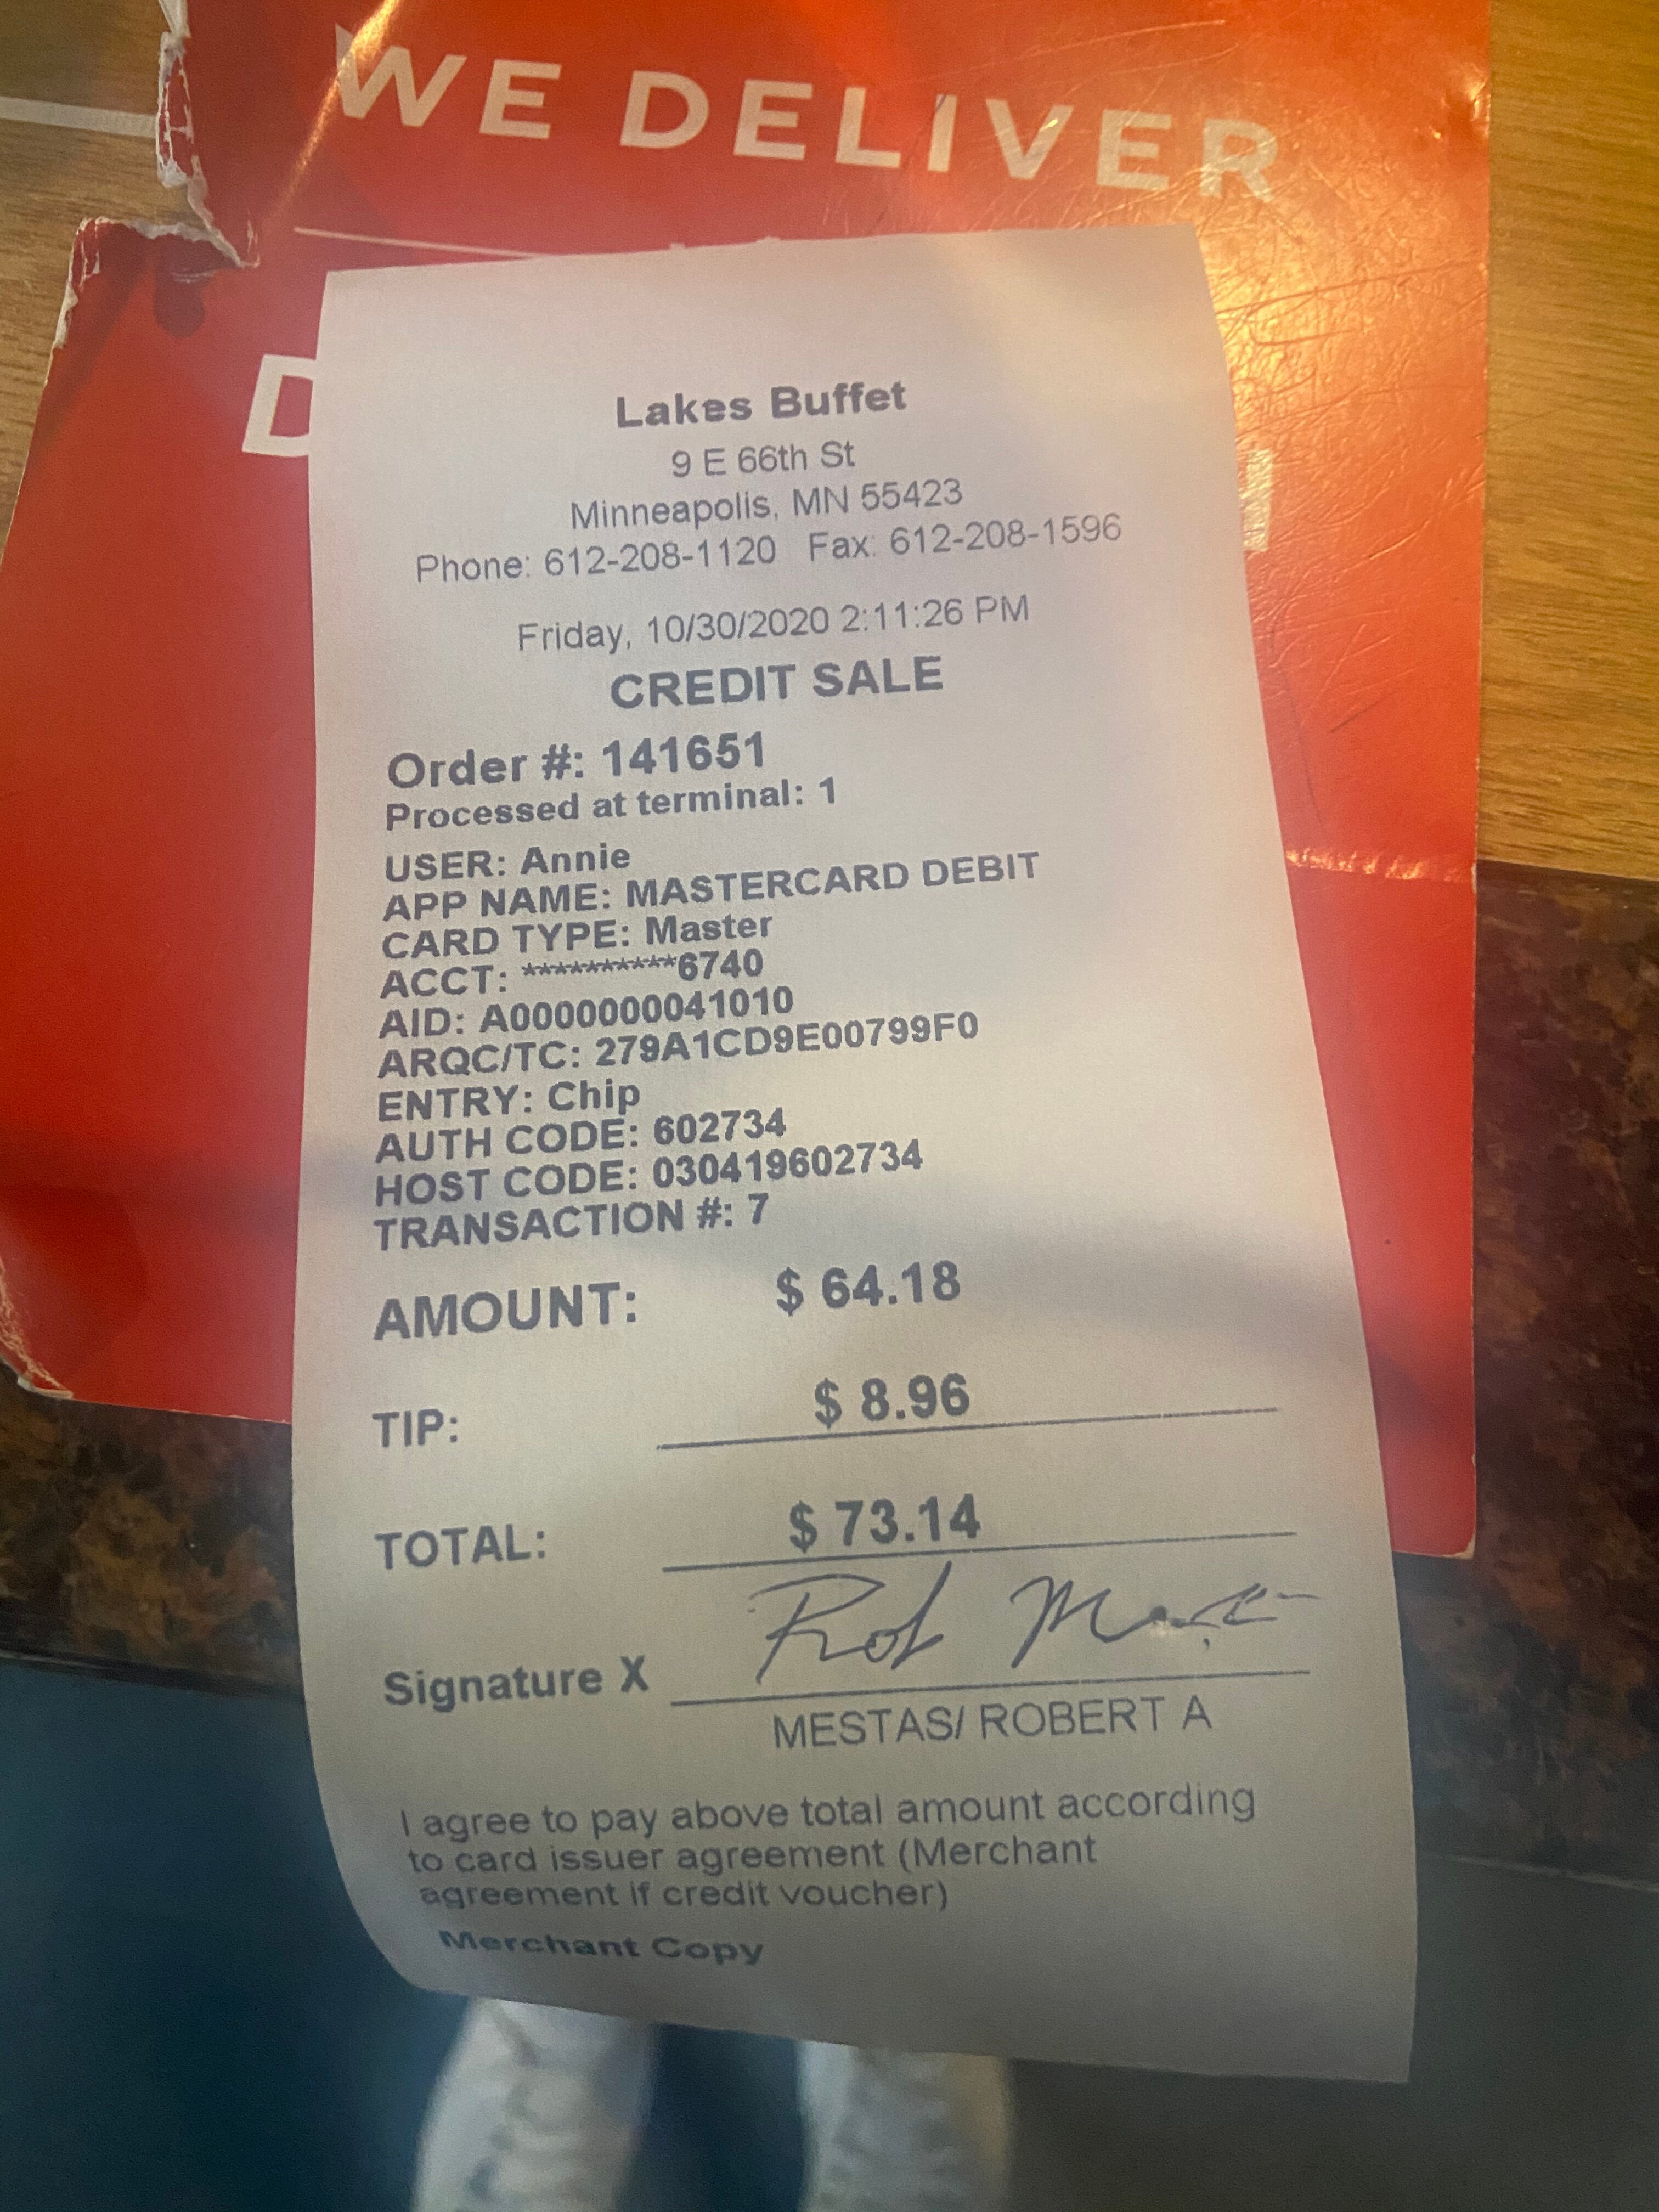 WE DELIVER
D
Lakes Buffet
9 E 66th St
Minneapolis, MN 55423
Phone: 612-208-1120 Fax: 612-208-1596
Friday, 10/30/2020 2:11:26 PM
CREDIT SALE
Order #: 141651
Processed at terminal: 1
USER: Annie
APP NAME: MASTERCARD DEBIT
CARD TYPE: Master
ACCT: **********6740
AID: A0000000041010
ARQC/TC: 279A1CD9E00799F0
ENTRY: Chip
AUTH CODE: 602734
HOST CODE: 030419602734
TRANSACTION #: 7
AMOUNT: $ 64.18
TIP: $ 8.96
TOTAL: $ 73.14
Signature X Rob
MESTAS/ ROBERT A
I agree to pay above total amount according
to card issuer agreement (Merchant
agreement if credit voucher)
Merchant Copy